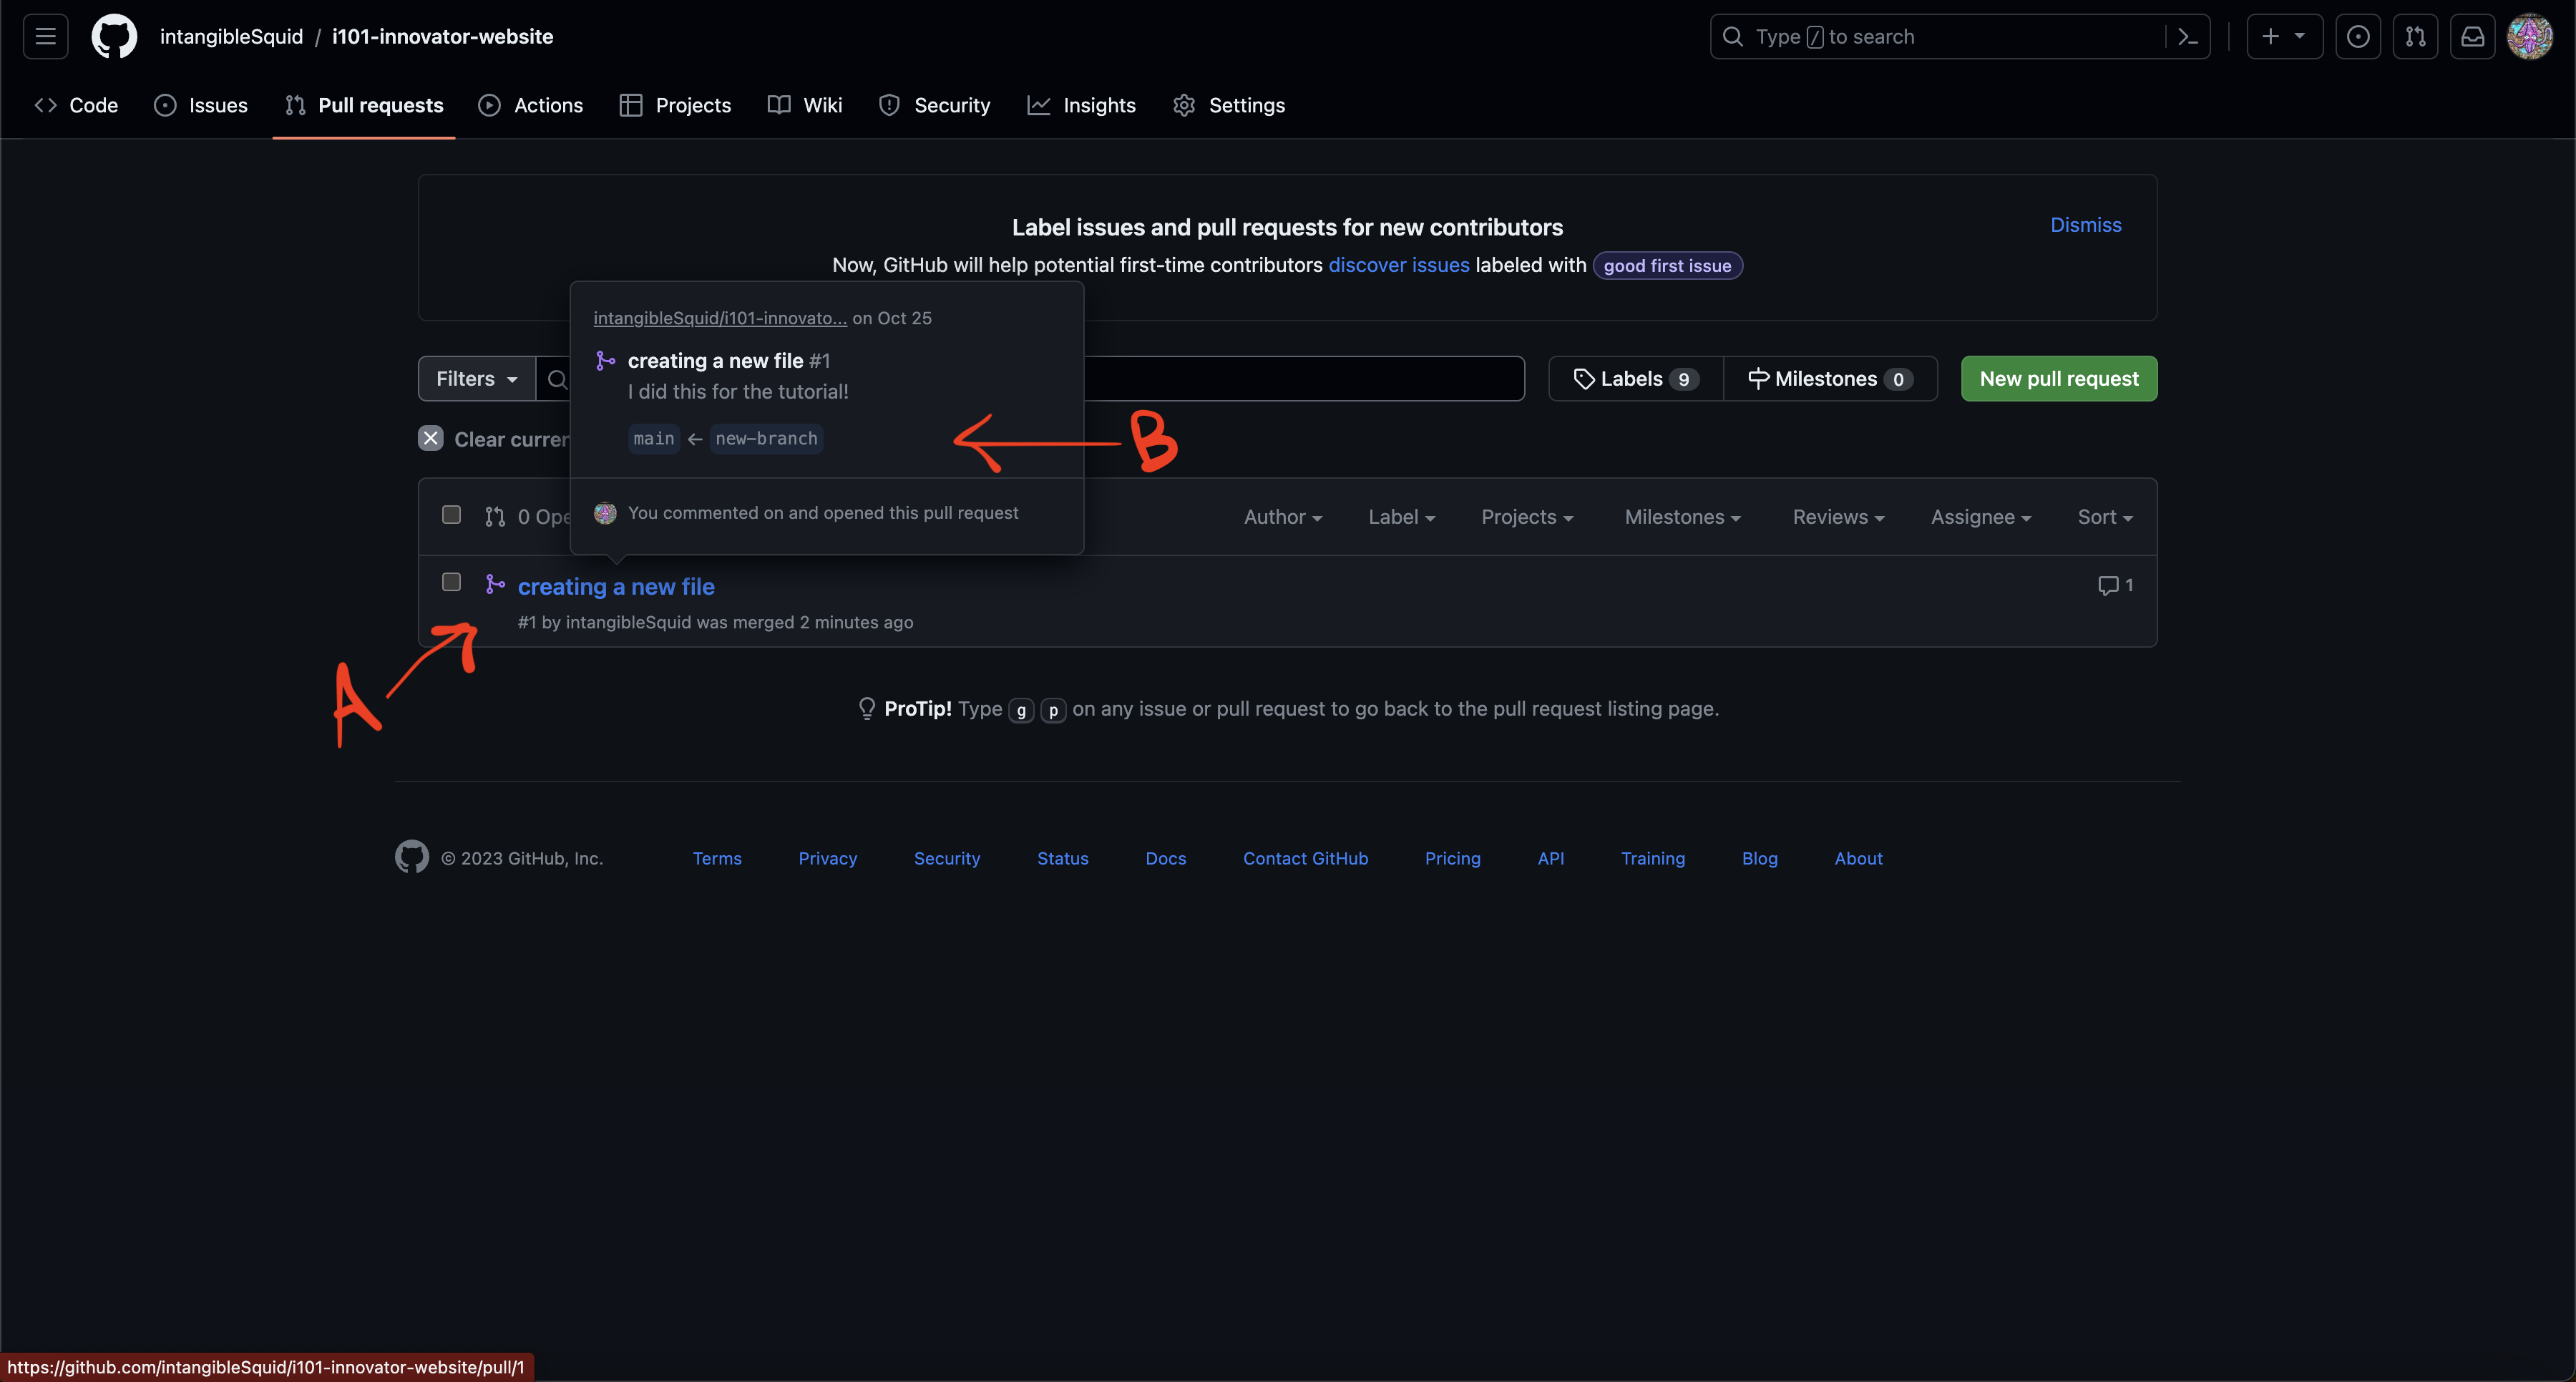 intangibleSquid / i101-innovator-website
Type / to search
Code Issues Pull requests Actions Projects Wiki Security Insights Settings
Label issues and pull requests for new contributors
Dismiss
Now, GitHub will help potential first-time contributors discover issues labeled with good first issue
intangibleSquid/i101-innovato... on Oct 25
creating a new file #1
I did this for the tutorial!
main ← new-branch
B
You commented on and opened this pull request
Filters
Labels 9 Milestones 0 New pull request
Clear
0
Author Label Projects Milestones Reviews Assignee Sort
creating a new file
1
#1 by intangibleSquid was merged 2 minutes ago
A
ProTip! Type g p on any issue or pull request to go back to the pull request listing page.
© 2023 GitHub, Inc. Terms Privacy Security Status Docs Contact GitHub Pricing API Training Blog About
https://github.com/intangibleSquid/i101-innovator-website/pull/1